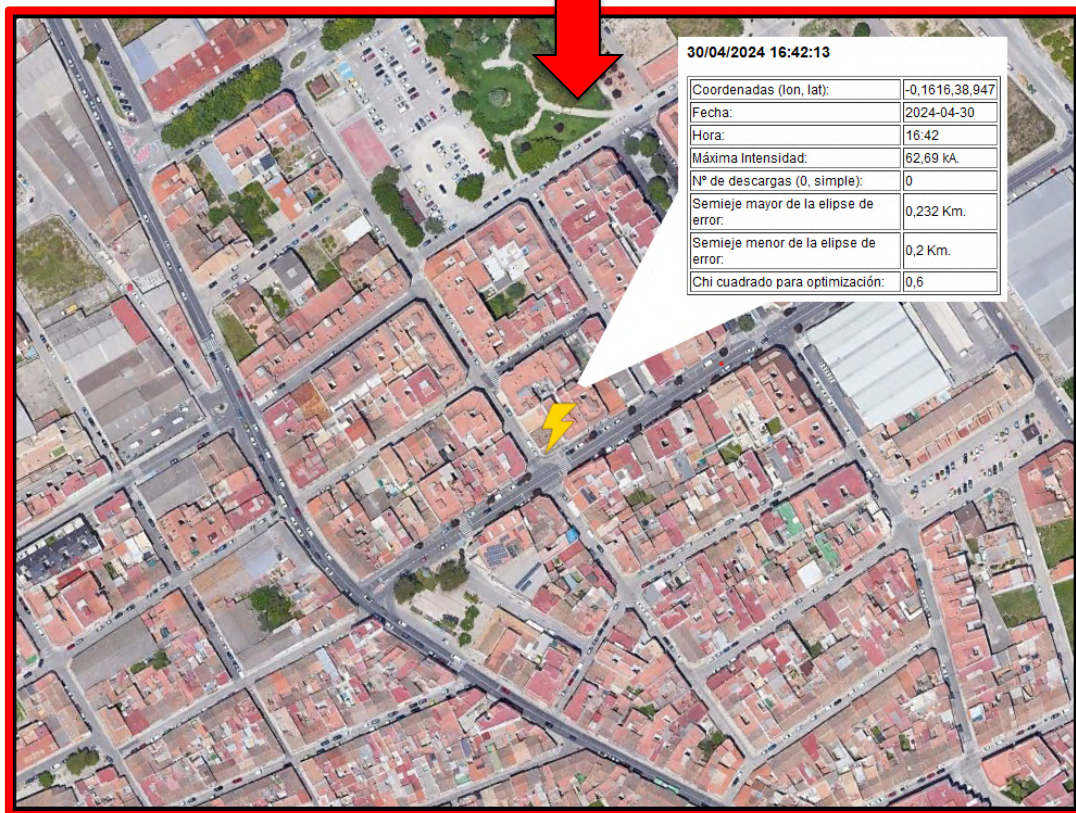 30/04/2024 16:42:13
Coordenadas (lon, lat): -0,1616,38,947
Fecha: 2024-04-30
Hora: 16:42
Máxima Intensidad: 62,69 kA.
Nº de descargas (0, simple): 0
Semieje mayor de la elipse de
error: 0,232 Km.
Semieje menor de la elipse de
error: 0,2 Km.
Chi cuadrado para optimización: 0,6